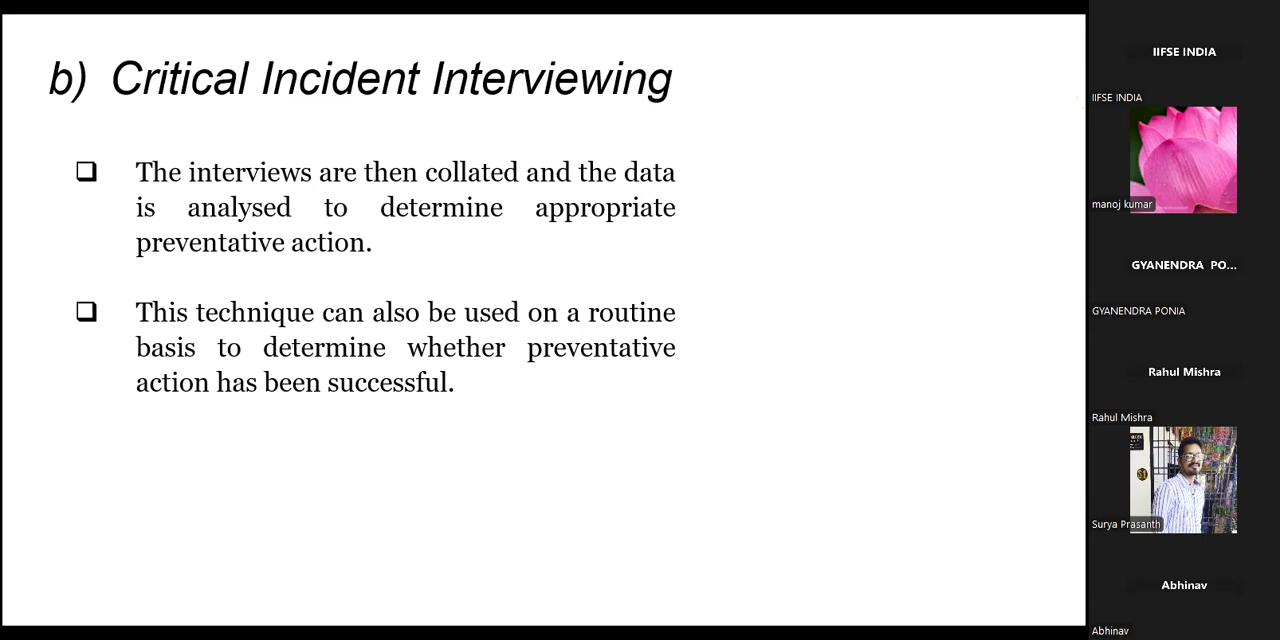 b) Critical Incident Interviewing
❑ The interviews are then collated and the data
is analysed to determine appropriate
preventative action.
❑ This technique can also be used on a routine
basis to determine whether preventative
action has been successful.
IIFSE INDIA
IIFSE INDIA
manoj kumar
GYANENDRA PO...
GYANENDRA PONIA
Rahul Mishra
Rahul Mishra
Surya Prasanth
Abhinav
Abhinav